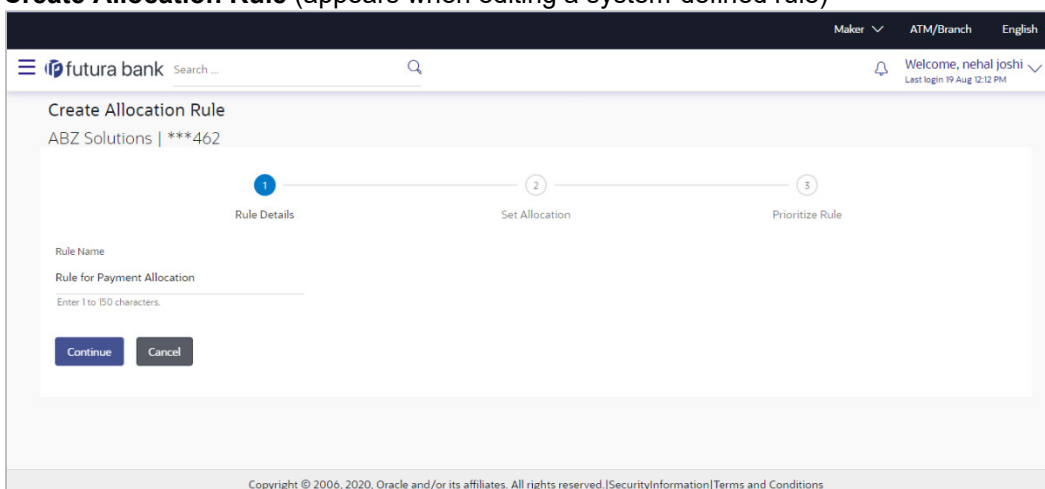 Create Allocation Rule (appears when editing a system-defined rule)
Maker ATM/Branch English
futura bank Search ... Welcome, nehal joshi
Last login 19 Aug 12:12 PM
Create Allocation Rule
ABZ Solutions | ***462
1 2 3
Rule Details Set Allocation Prioritize Rule
Rule Name
Rule for Payment Allocation
Enter 1 to 150 characters.
Continue Cancel
Copyright © 2006, 2020, Oracle and/or its affiliates. All rights reserved.|SecurityInformation|Terms and Conditions